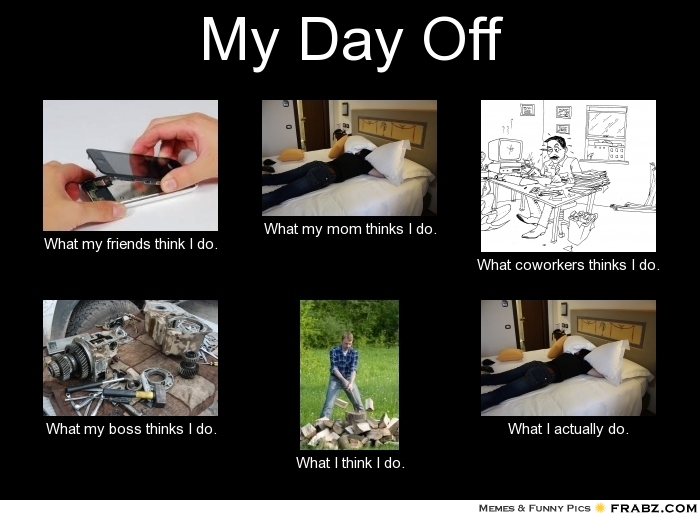 My Day Off
What my friends think I do.
What my mom thinks I do.
What coworkers thinks I do.
What my boss thinks I do.
What I think I do.
What I actually do.
MEMES & FUNNY PICS FRABZ.COM